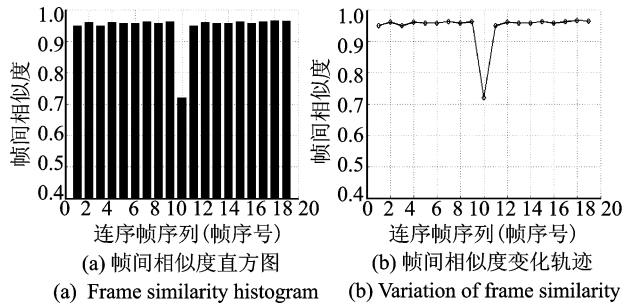 1.0
0.9
0.8
0.7
0.6
0.5
0.4
帧间相似度
0 2 4 6 8 10 12 14 16 18 20
连序帧序列(帧序号)
(a) 帧间相似度直方图
(a) Frame similarity histogram
1.0
0.9
0.8
0.7
0.6
0.5
0.4
帧间相似度
0 2 4 6 8 10 12 14 16 18 20
连序帧序列(帧序号)
(b) 帧间相似度变化轨迹
(b) Variation of frame similarity